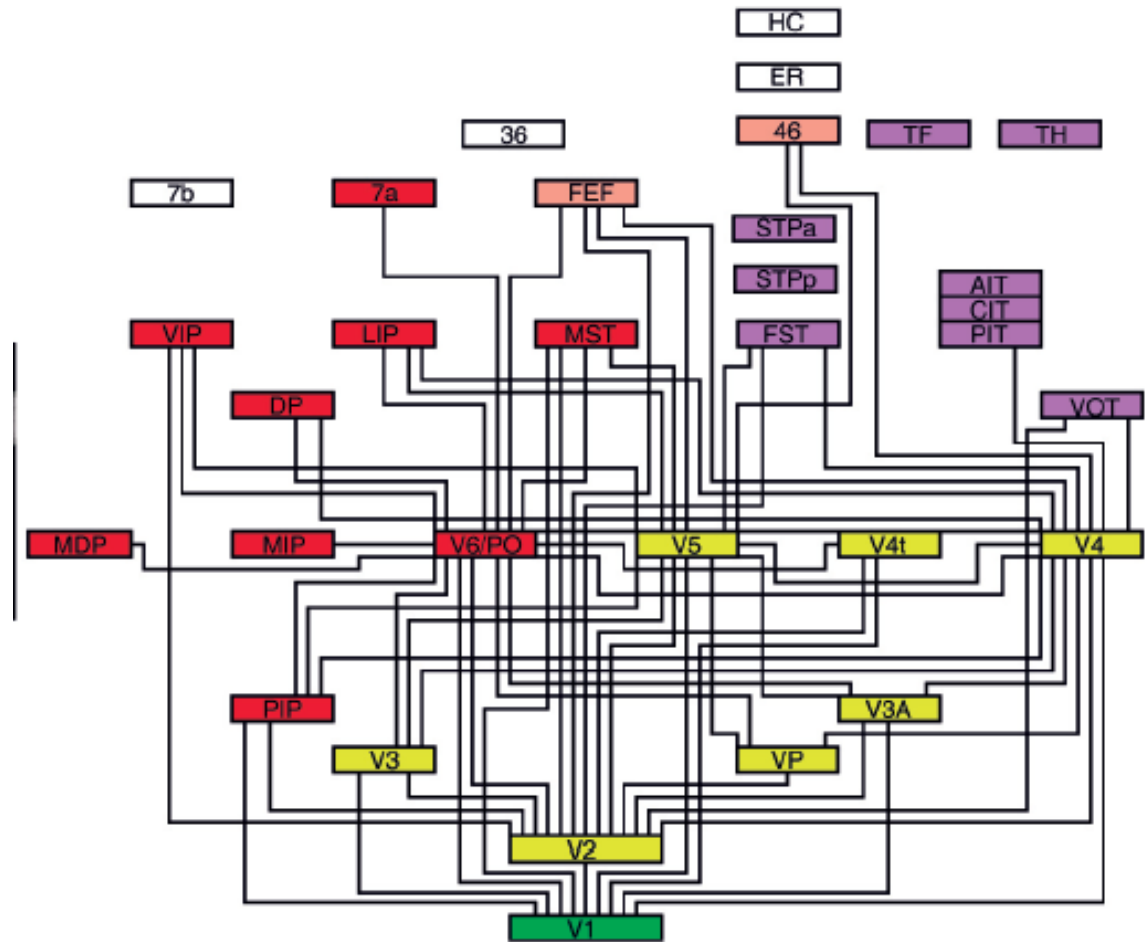 HC
ER
36
46
TF
TH
7b
7a
FEF
STPa
STPp
AIT
CIT
VIP
LIP
MST
FST
PIT
DP
VOT
MDP
MIP
V6/PO
V5
V4t
V4
PIP
V3A
V3
VP
V2
V1